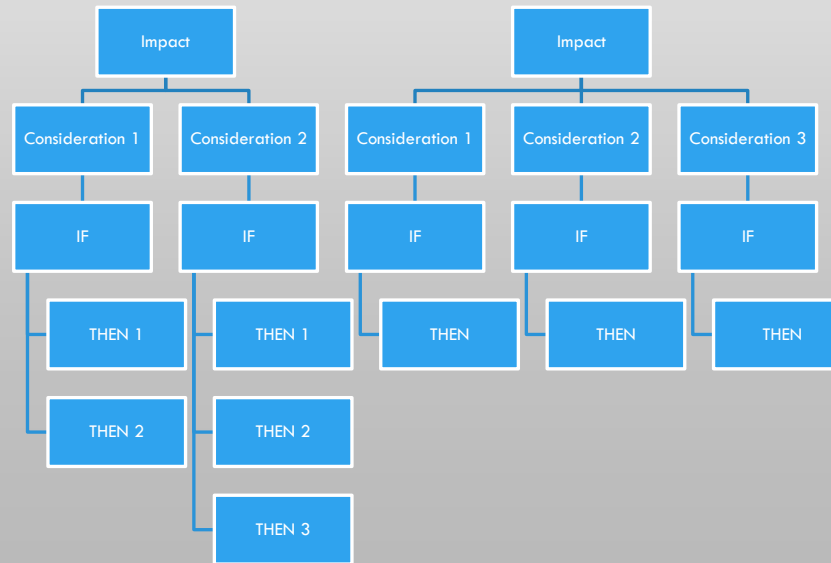 Impact
Impact
Consideration 1
Consideration 2
Consideration 1
Consideration 2
Consideration 3
IF
IF
IF
IF
IF
THEN 1
THEN 1
THEN
THEN
THEN
THEN 2
THEN 2
THEN 3